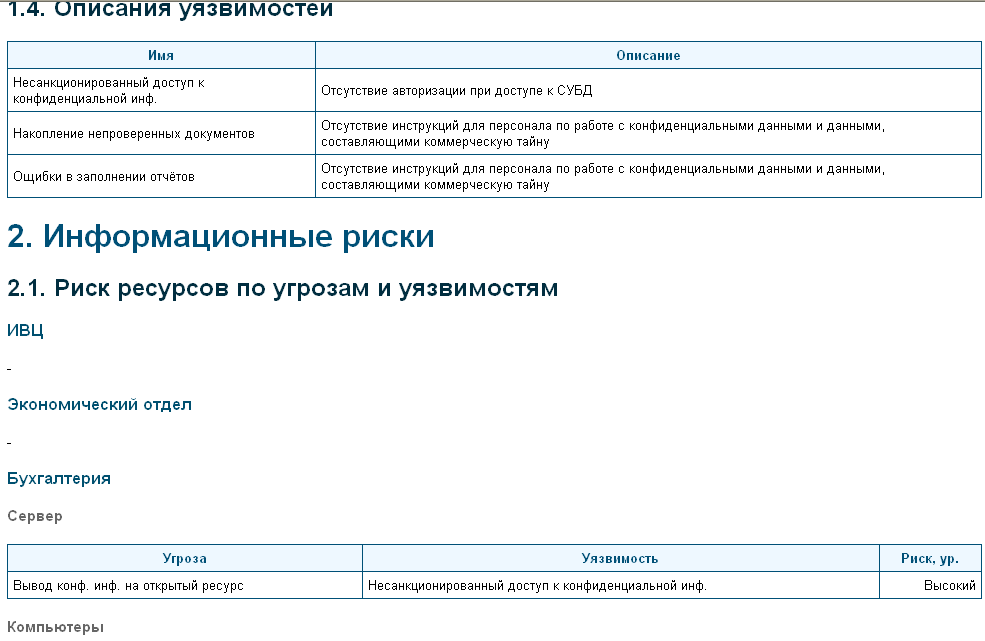 1.4. Описания уязвимостей
Имя Описание
Несанкционированный доступ к
конфиденциальной инф.
Отсутствие авторизации при доступе к СУБД
Накопление непроверенных документов
Отсутствие инструкций для персонала по работе с конфиденциальными данными и данными,
составляющими коммерческую тайну
Ощибки в заполнении отчётов
Отсутствие инструкций для персонала по работе с конфиденциальными данными и данными,
составляющими коммерческую тайну
2. Информационные риски
2.1. Риск ресурсов по угрозам и уязвимостям
ИВЦ
-
Экономический отдел
-
Бухгалтерия
Сервер
Угроза Уязвимость Риск, ур.
Вывод конф. инф. на открытый ресурс Несанкционированный доступ к конфиденциальной инф. Высокий
Компьютеры